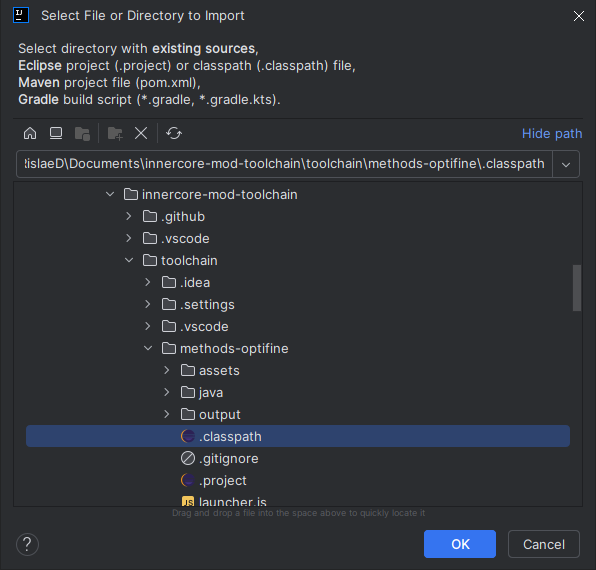 Select File or Directory to Import
Select directory with existing sources,
Eclipse project (.project) or classpath (.classpath) file,
Maven project file (pom.xml),
Gradle build script (*.gradle, *.gradle.kts).
Hide path
tislaeD\Documents\innercore-mod-toolchain\toolchain\methods-optifine\.classpath
innercore-mod-toolchain
.github
.vscode
toolchain
.idea
.settings
.vscode
methods-optifine
assets
java
output
.classpath
.gitignore
.project
JS launcher.js
Drag and drop a file into the space above to quickly locate it
? OK Cancel